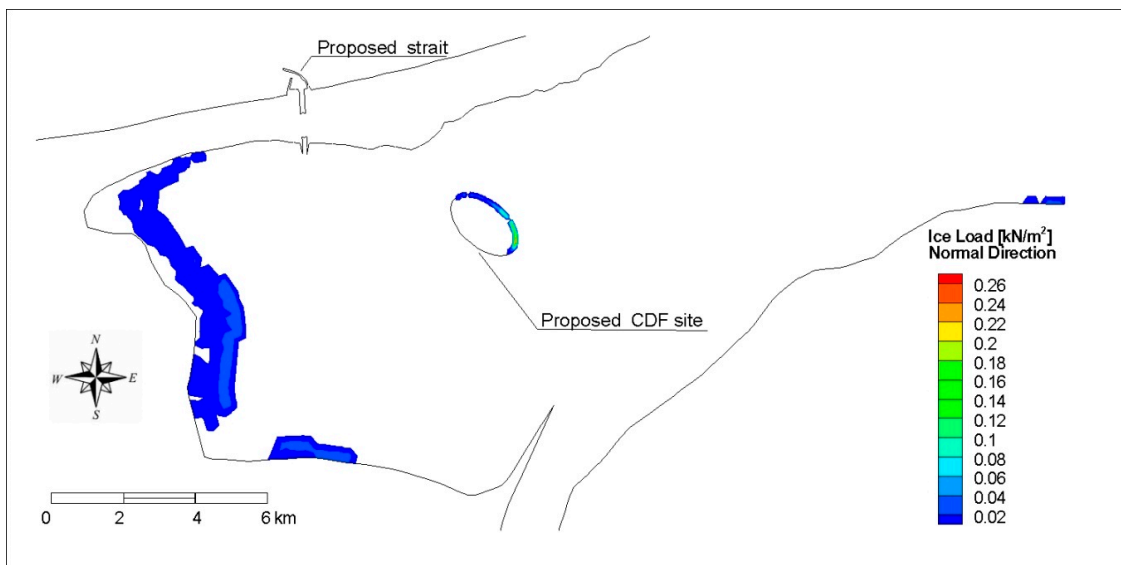 Proposed strait
Ice Load [kN/m²]
Normal Direction
0.26
0.24
0.22
0.2
0.18
0.16
0.14
0.12
0.1
0.08
0.06
0.04
0.02
Proposed CDF site
N
W E
S
0 2 4 6 km